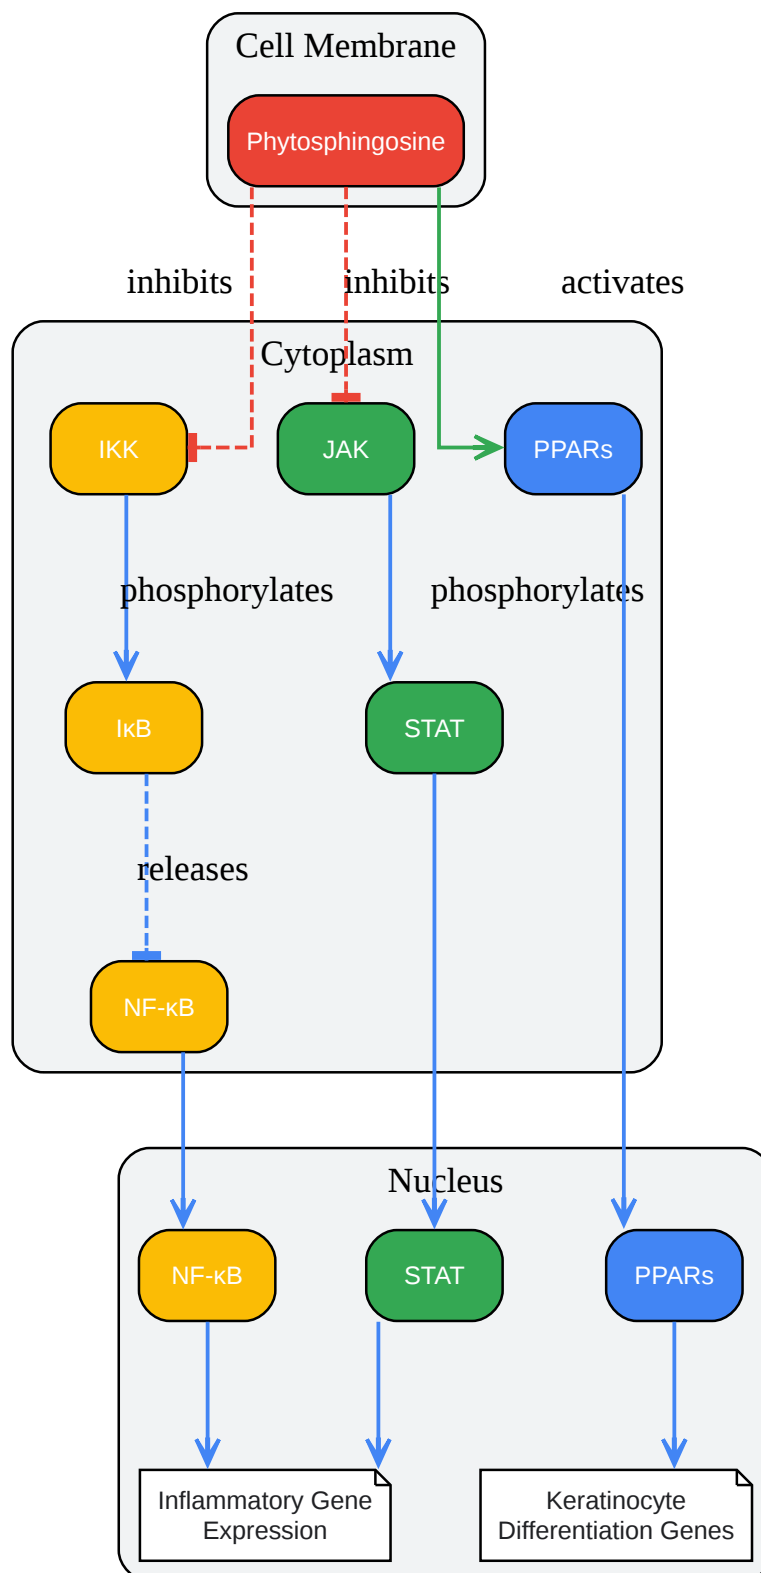 Cell Membrane
Phytosphingosine
inhibits
inhibits
activates
Cytoplasm
IKK
JAK
PPARs
phosphorylates
phosphorylates
IκB
STAT
releases
NF-κB
Nucleus
NF-κB
STAT
PPARs
Inflammatory Gene
Expression
Keratinocyte
Differentiation Genes